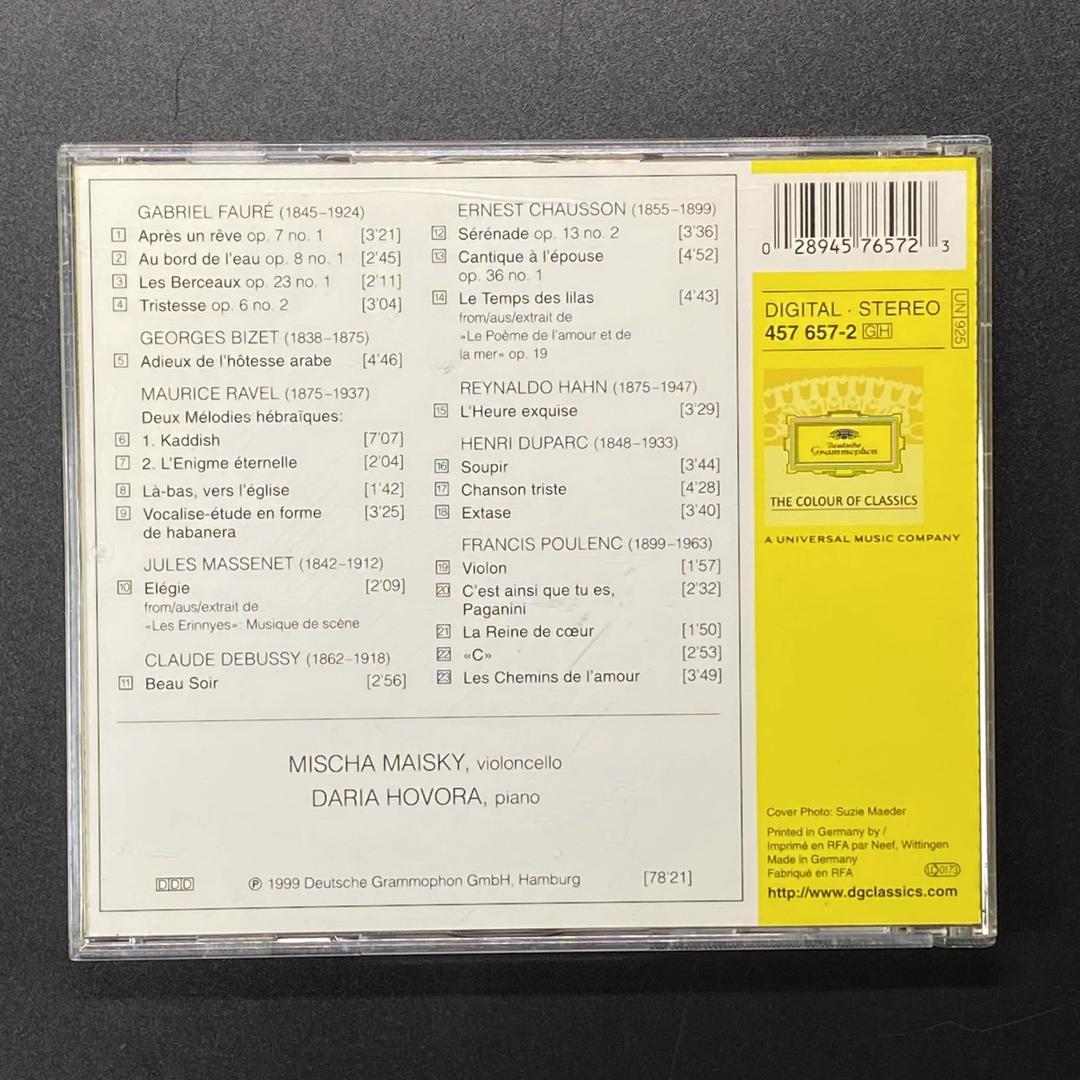 GABRIEL FAURÉ (1845–1924)
1 Après un rêve op. 7 no. 1 [3'21]
2 Au bord de l'eau op. 8 no. 1 [2'45]
3 Les Berceaux op. 23 no. 1 [2'11]
4 Tristesse op. 6 no. 2 [3'04]
GEORGES BIZET (1838–1875)
5 Adieux de l'hôtesse arabe [4'46]
MAURICE RAVEL (1875–1937)
Deux Mélodies hébraïques:
6 1. Kaddish [7'07]
7 2. L'Enigme éternelle [2'04]
8 Là-bas, vers l'église [1'42]
9 Vocalise-étude en forme [3'25]
de habanera
JULES MASSENET (1842–1912)
10 Elégie [2'09]
from/aus/extrait de
«Les Erinnyes»: Musique de scène
CLAUDE DEBUSSY (1862–1918)
11 Beau Soir [2'56]
ERNEST CHAUSSON (1855–1899)
12 Sérénade op. 13 no. 2 [3'36]
13 Cantique à l'épouse [4'52]
op. 36 no. 1
14 Le Temps des lilas [4'43]
from/aus/extrait de
»Le Poème de l'amour et de
la mer« op. 19
REYNALDO HAHN (1875–1947)
15 L'Heure exquise [3'29]
HENRI DUPARC (1848–1933)
16 Soupir [3'44]
17 Chanson triste [4'28]
18 Extase [3'40]
FRANCIS POULENC (1899–1963)
19 Violon [1'57]
20 C'est ainsi que tu es, [2'32]
Paganini
21 La Reine de cœur [1'50]
22 «C» [2'53]
23 Les Chemins de l'amour [3'49]
MISCHA MAISKY, violoncello
DARIA HOVORA, piano
DDD ℗ 1999 Deutsche Grammophon GmbH, Hamburg [78'21]
0 28945 76572 3
DIGITAL · STEREO
457 657-2 GH
UN 925
Deutsche
Grammophon
THE COLOUR OF CLASSICS
A UNIVERSAL MUSIC COMPANY
Cover Photo: Suzie Maeder
Printed in Germany by /
Imprimé en RFA par Neef, Wittingen
Made in Germany
Fabriqué en RFA
LC 0173
http://www.dgclassics.com